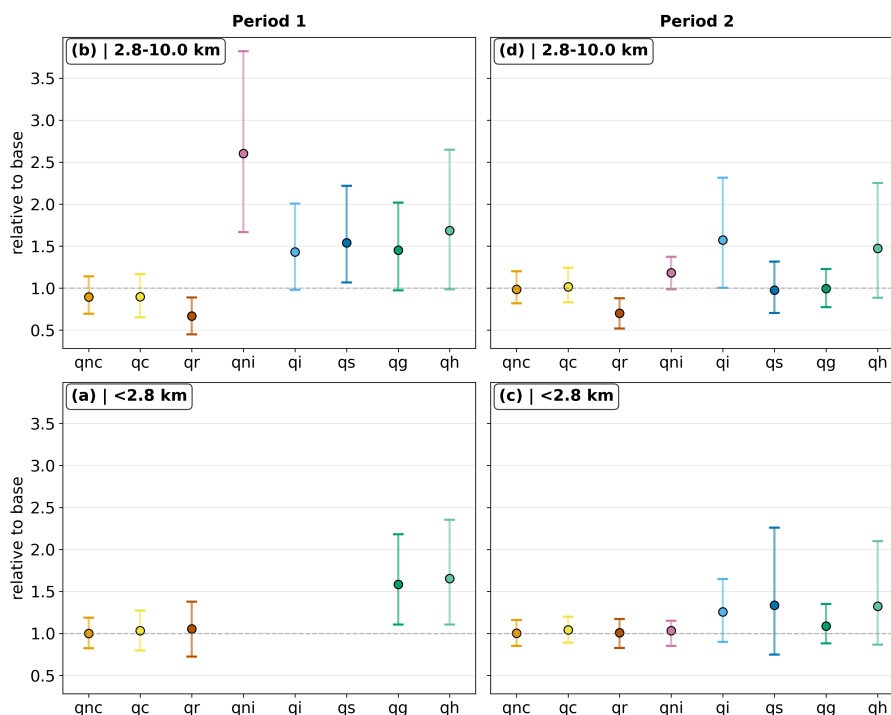 Period 1
Period 2
(b) | 2.8-10.0 km
(d) | 2.8-10.0 km
relative to base
3.5
3.0
2.5
2.0
1.5
1.0
0.5
qnc qc qr qni qi qs qg qh
qnc qc qr qni qi qs qg qh
(a) | <2.8 km
(c) | <2.8 km
relative to base
3.5
3.0
2.5
2.0
1.5
1.0
0.5
qnc qc qr qni qi qs qg qh
qnc qc qr qni qi qs qg qh